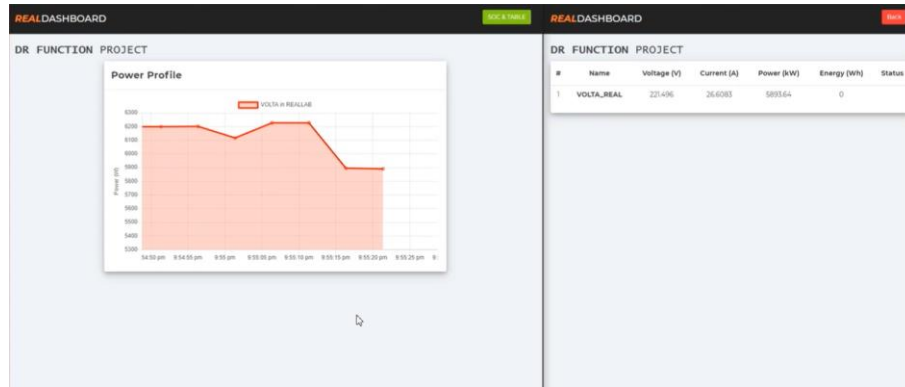 REALDASHBOARD
SOC & TABLE
DR FUNCTION PROJECT
Power Profile
VOLTA in REALLAB
6300
6200
6100
6000
5900
5800
5700
5600
5500
5400
5300
Power (W)
54:50 pm 9:54:55 pm 9:55 pm 9:55:05 pm 9:55:10 pm 9:55:15 pm 9:55:20 pm 9:55:25 pm 9:
REALDASHBOARD
Back
DR FUNCTION PROJECT
# Name Voltage (V) Current (A) Power (kW) Energy (Wh) Status
1 VOLTA_REAL 221.496 26.6083 5893.64 0